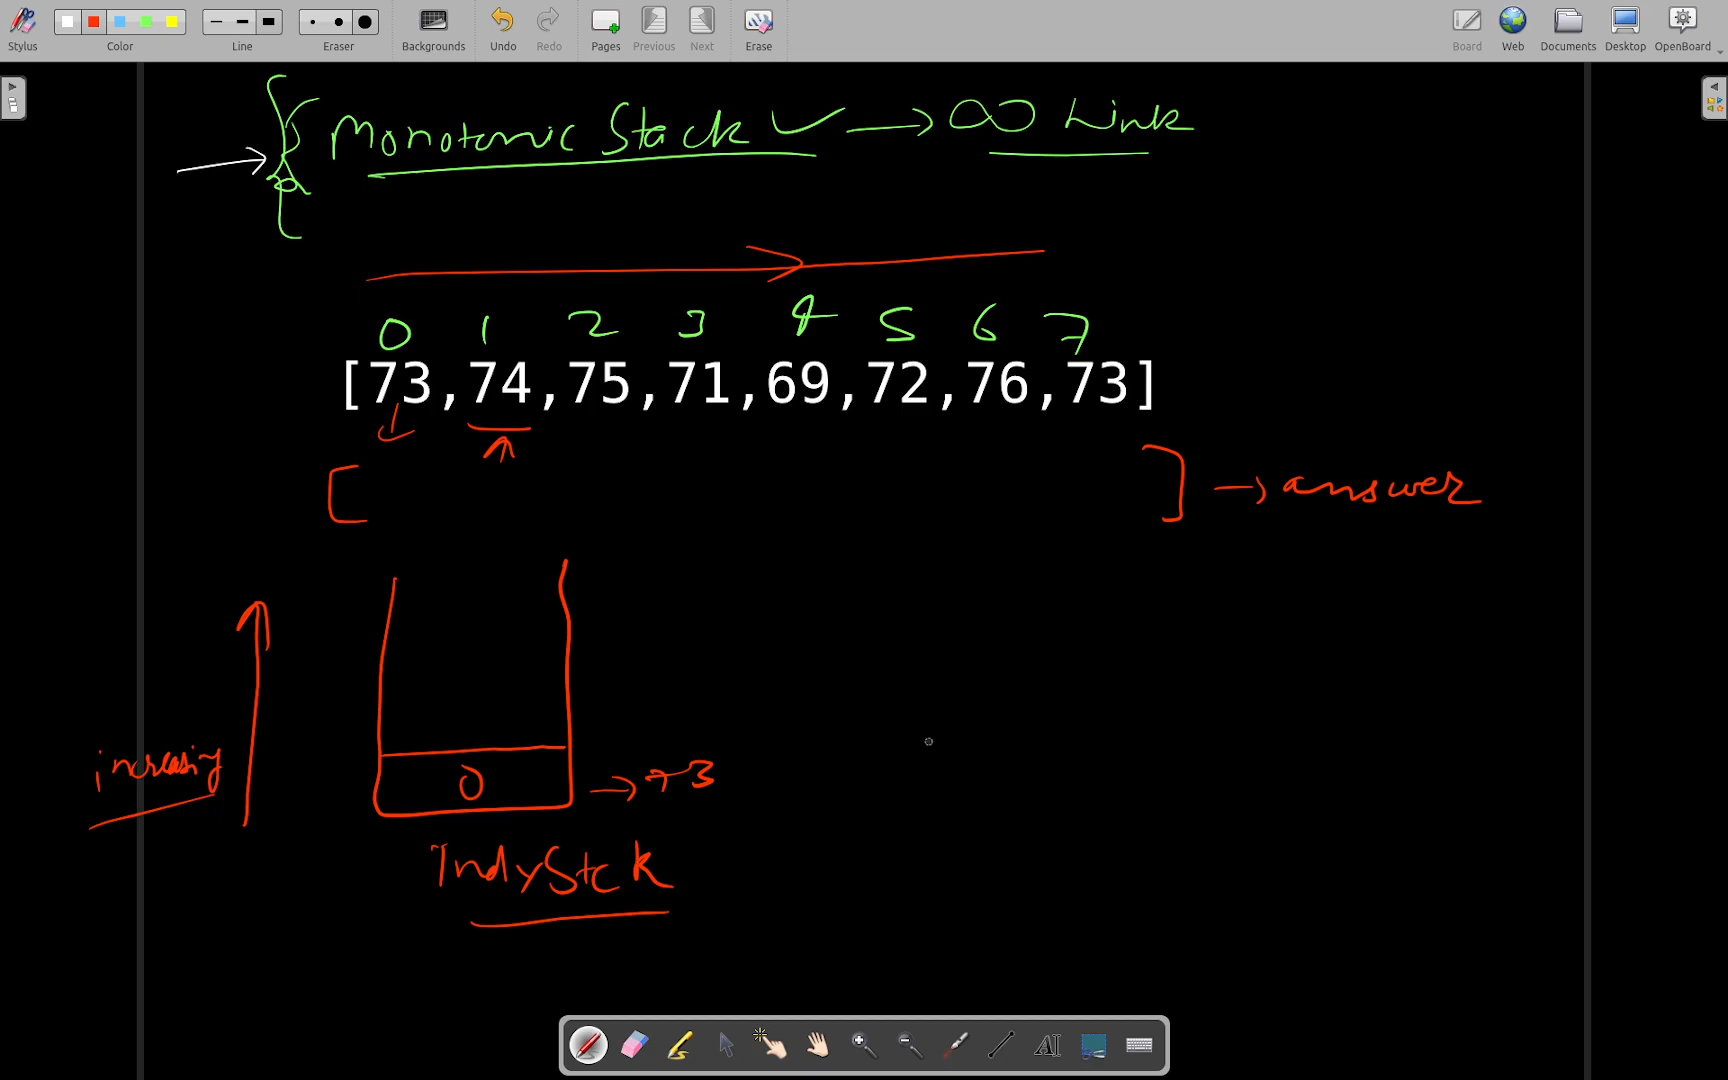 Stylus Color Line Eraser Backgrounds Undo Redo Pages Previous Next Erase Board Web Documents Desktop OpenBoard
Monotonic Stack → Link
0 1 2 3 4 5 6 7
[73,74,75,71,69,72,76,73]
[ ] → answer
increasing
0 → 73
AI